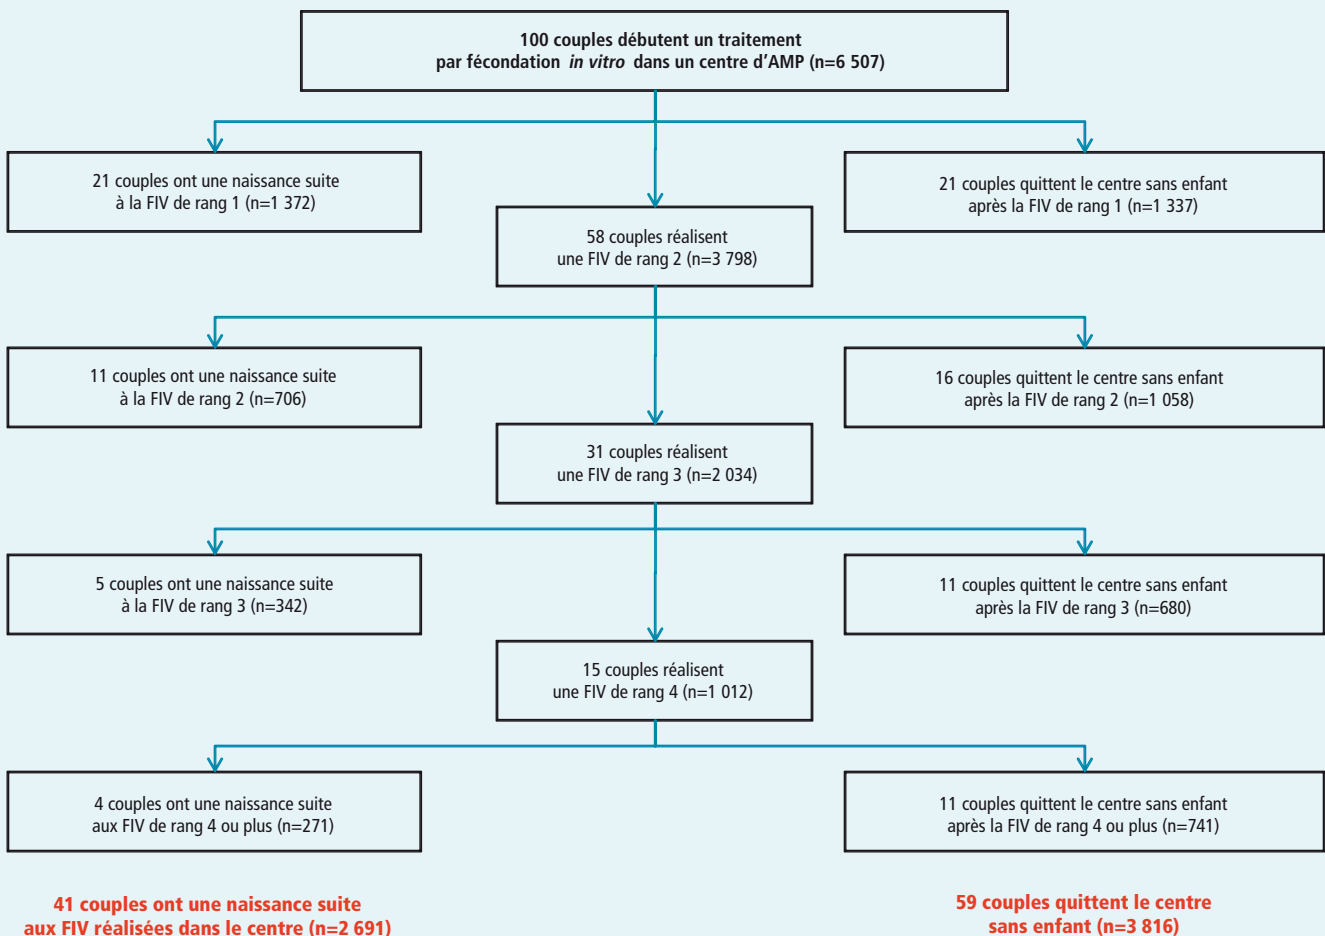 100 couples débutent un traitement
par fécondation in vitro dans un centre d'AMP (n=6 507)
21 couples ont une naissance suite
à la FIV de rang 1 (n=1 372)
21 couples quittent le centre sans enfant
après la FIV de rang 1 (n=1 337)
58 couples réalisent
une FIV de rang 2 (n=3 798)
11 couples ont une naissance suite
à la FIV de rang 2 (n=706)
16 couples quittent le centre sans enfant
après la FIV de rang 2 (n=1 058)
31 couples réalisent
une FIV de rang 3 (n=2 034)
5 couples ont une naissance suite
à la FIV de rang 3 (n=342)
11 couples quittent le centre sans enfant
après la FIV de rang 3 (n=680)
15 couples réalisent
une FIV de rang 4 (n=1 012)
4 couples ont une naissance suite
aux FIV de rang 4 ou plus (n=271)
11 couples quittent le centre sans enfant
après la FIV de rang 4 ou plus (n=741)
41 couples ont une naissance suite
aux FIV réalisées dans le centre (n=2 691)
59 couples quittent le centre
sans enfant (n=3 816)